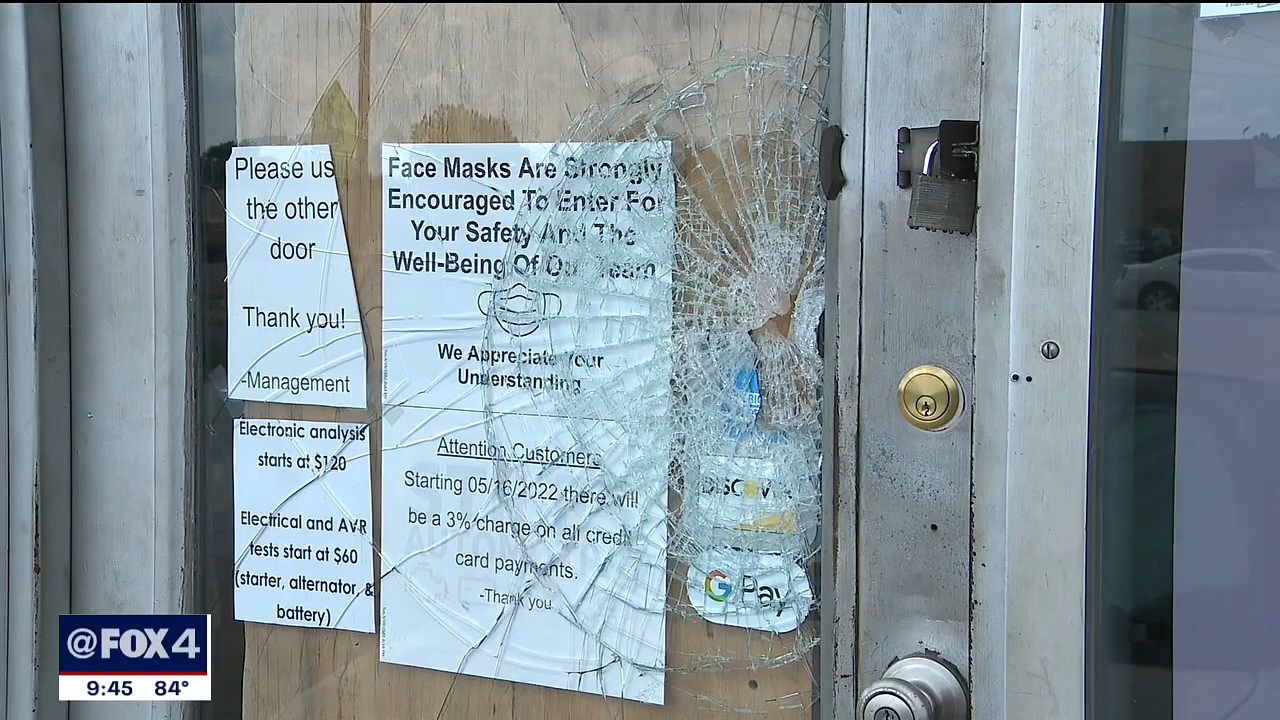 Please us
the other
door
Thank you!
-Management
Electronic analysis
starts at $120
Electrical and AVR
tests start at $60
(starter, alternator, &
battery)
Face Masks Are Strongly
Encouraged To Enter For
Your Safety And The
Well-Being Of Our Team
We Appreciate Your
Understanding
Attention Customers
Starting 05/16/2022 there will
be a 3% charge on all credit
card payments.
-Thank you
DISCOVER
G Pay
@FOX4
9:45 84°